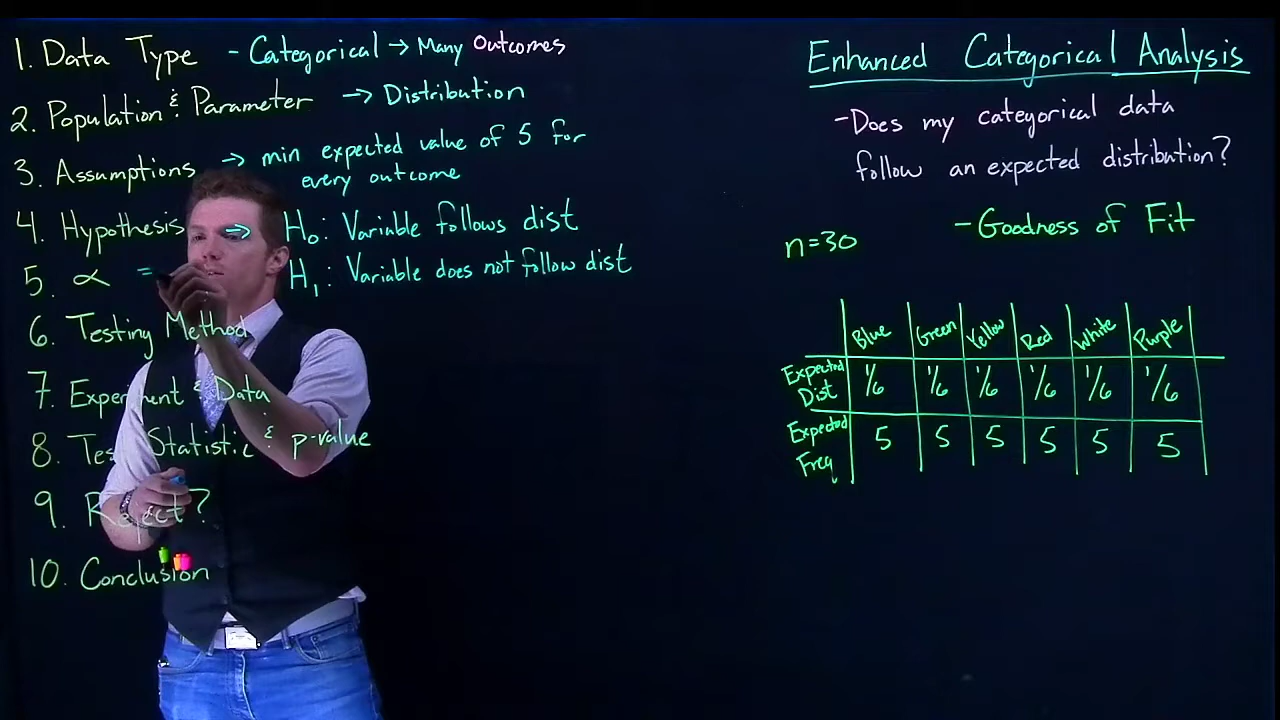 1. Data Type - Categorical → Many Outcomes
2. Population & Parameter → Distribution
3. Assumptions → min expected value of 5 for
every outcome
4. Hypothesis → H₀: Variable follows dist
H₁: Variable does not follow dist
5. α =
6. Testing Method
7. Experiment & Data
8. Test Statistic & p-value
9. Reject?
10. Conclusion
Enhanced Categorical Analysis
- Does my categorical data
follow an expected distribution?
- Goodness of Fit
n=30
Blue Green Yellow Red White Purple
Expected Dist 1/6 1/6 1/6 1/6 1/6 1/6
Expected Freq 5 5 5 5 5 5